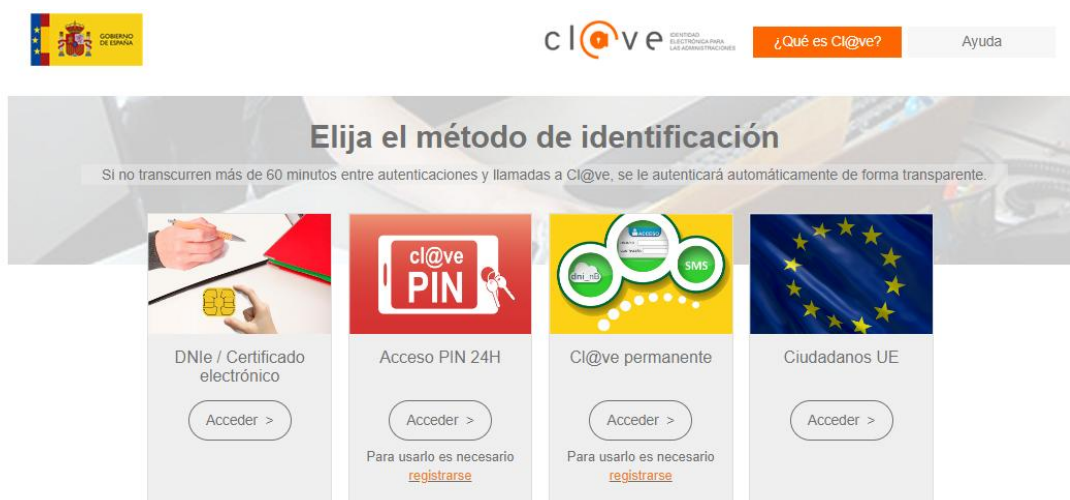 GOBIERNO
DE ESPAÑA
cl@ve
IDENTIDAD
ELECTRÓNICA PARA
LAS ADMINISTRACIONES
¿Qué es Cl@ve?
Ayuda
Elija el método de identificación
Si no transcurren más de 60 minutos entre autenticaciones y llamadas a Cl@ve, se le autenticará automáticamente de forma transparente.
cl@ve
PIN
ACCESO
dni_nB
SMS
DNIe / Certificado
electrónico
Acceso PIN 24H
Cl@ve permanente
Ciudadanos UE
Acceder >
Acceder >
Acceder >
Acceder >
Para usarlo es necesario
registrarse
Para usarlo es necesario
registrarse